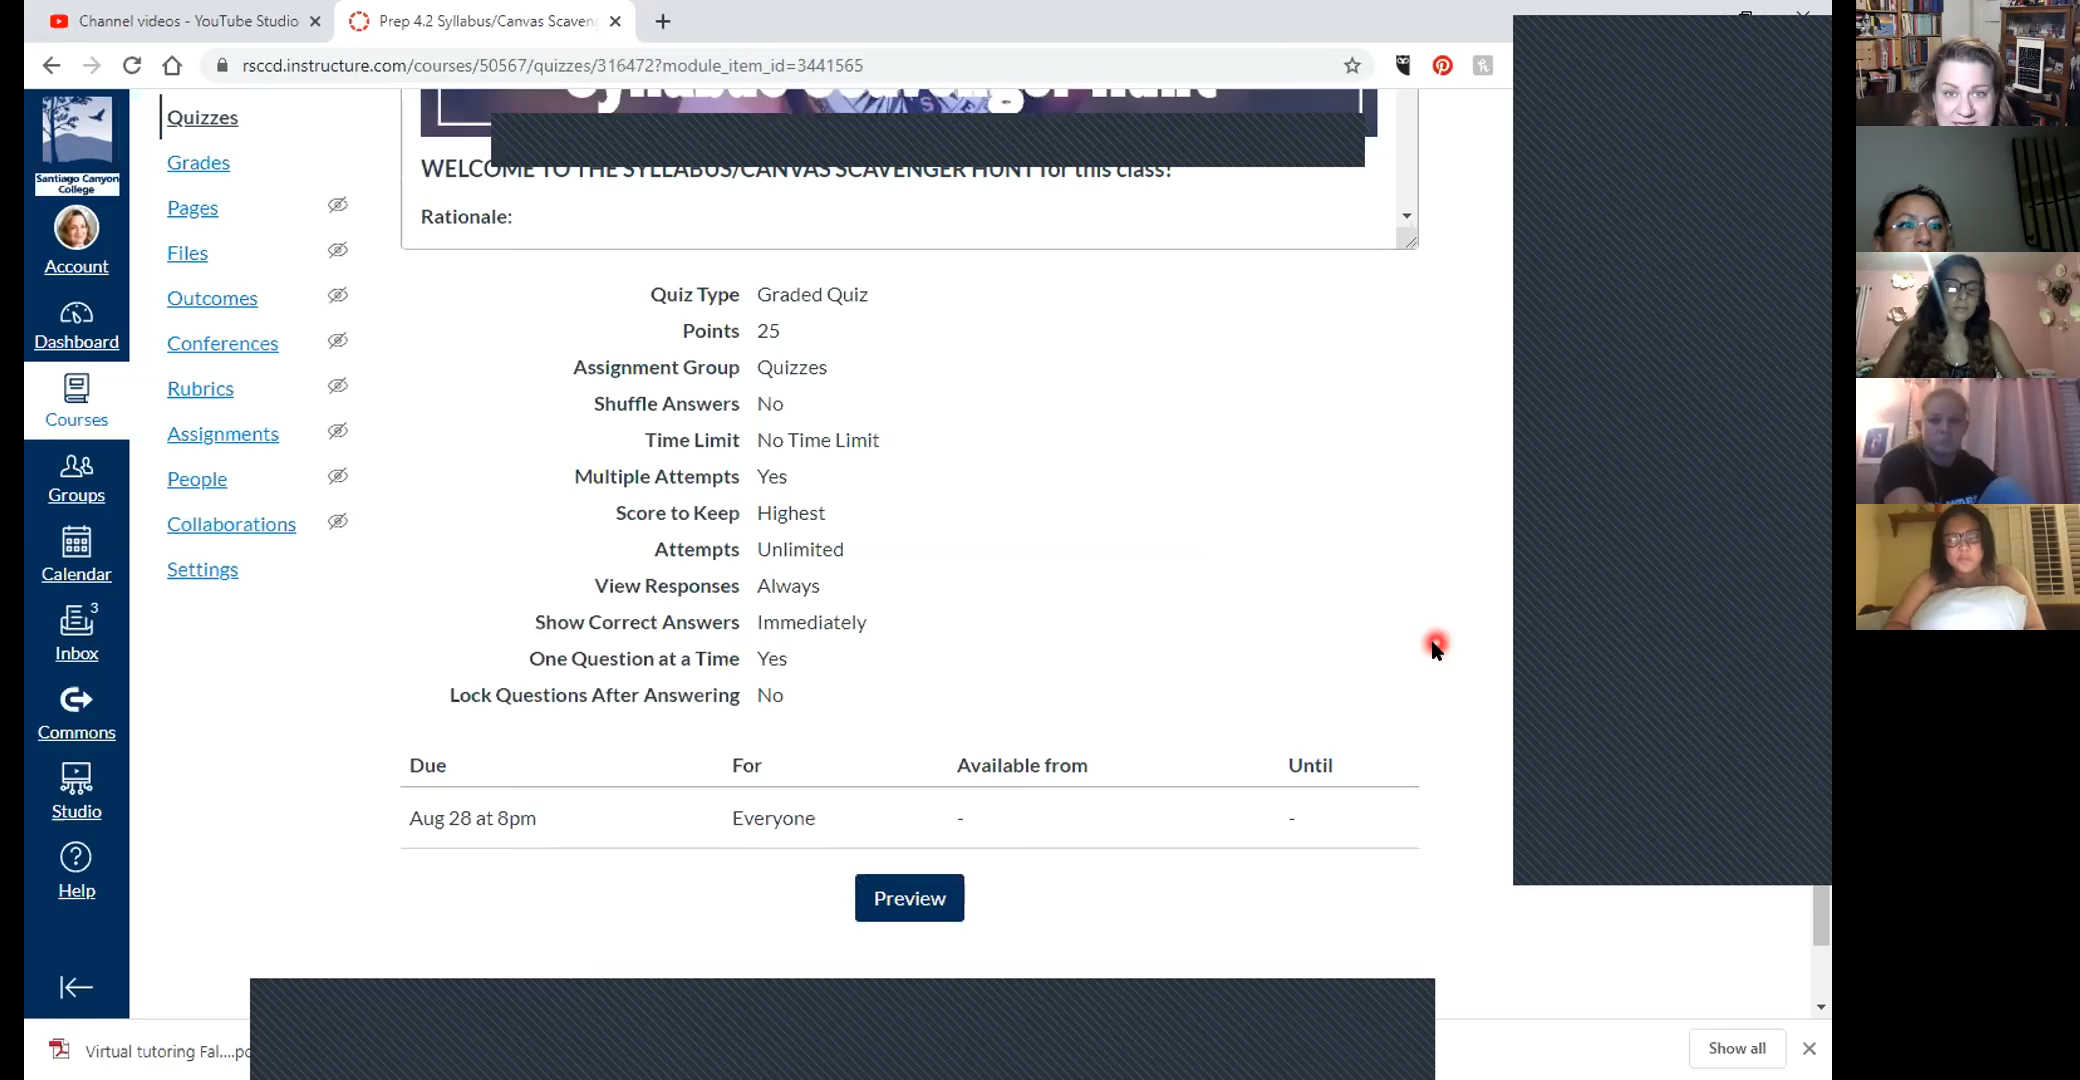 Channel videos - YouTube Studio
Prep 4.2 Syllabus/Canvas Scaven
rsccd.instructure.com/courses/50567/quizzes/316472?module_item_id=3441565
Santiago Canyon
College
Account
Dashboard
Courses
Groups
Calendar
3
Inbox
Commons
Studio
Help
Quizzes
Grades
Pages
Files
Outcomes
Conferences
Rubrics
Assignments
People
Collaborations
Settings
Syllabus Scavenger Hunt
WELCOME TO THE SYLLABUS/CANVAS SCAVENGER HUNT for this class!
Rationale:
Quiz Type Graded Quiz
Points 25
Assignment Group Quizzes
Shuffle Answers No
Time Limit No Time Limit
Multiple Attempts Yes
Score to Keep Highest
Attempts Unlimited
View Responses Always
Show Correct Answers Immediately
One Question at a Time Yes
Lock Questions After Answering No
Due For Available from Until
Aug 28 at 8pm Everyone - -
Preview
Virtual tutoring Fal....pd
Show all